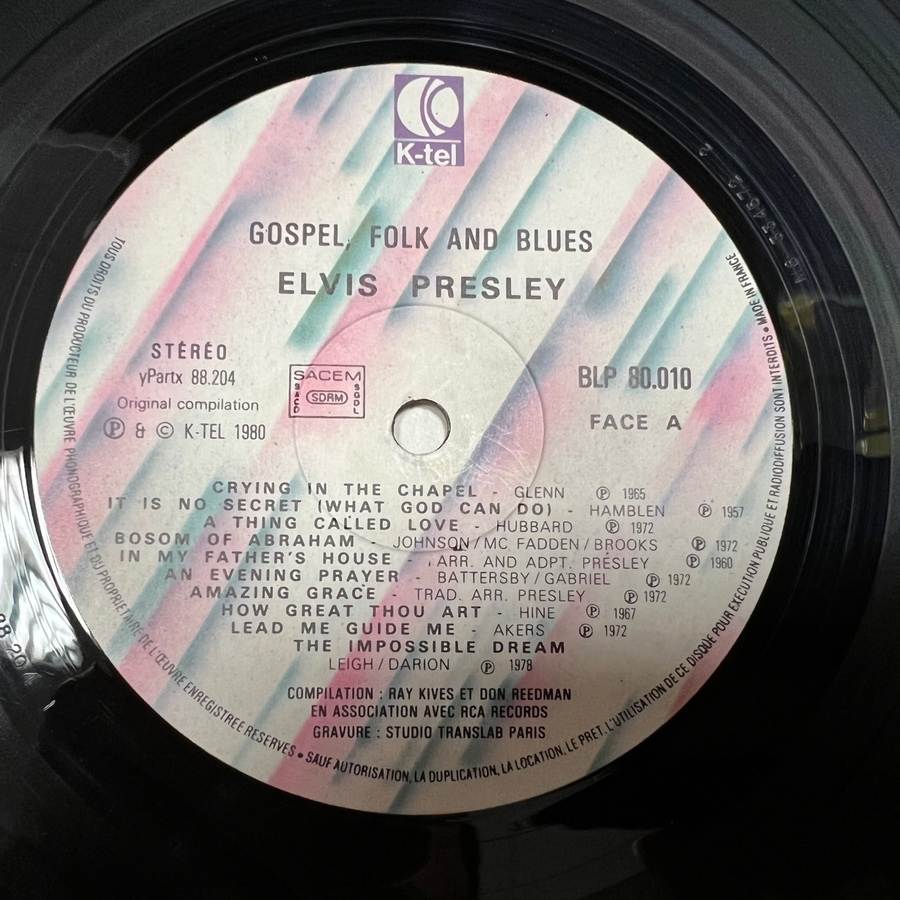 K-tel
GOSPEL, FOLK AND BLUES
ELVIS PRESLEY
STÉRÉO
yPartx 88.204
Original compilation
Ⓟ & © K-TEL 1980
SACEM
SACD
SDRM
SGDL
BLP 80.010
FACE A
CRYING IN THE CHAPEL - GLENN Ⓟ 1965
IT IS NO SECRET (WHAT GOD CAN DO) - HAMBLEN Ⓟ 1957
A THING CALLED LOVE - HUBBARD Ⓟ 1972
BOSOM OF ABRAHAM - JOHNSON/MC FADDEN/BROOKS Ⓟ 1972
IN MY FATHER'S HOUSE - ARR. AND ADPT. PRESLEY Ⓟ 1960
AN EVENING PRAYER - BATTERSBY/GABRIEL Ⓟ 1972
AMAZING GRACE - TRAD. ARR. PRESLEY Ⓟ 1972
HOW GREAT THOU ART - HINE Ⓟ 1967
LEAD ME GUIDE ME - AKERS Ⓟ 1972
THE IMPOSSIBLE DREAM
LEIGH/DARION Ⓟ 1978
COMPILATION : RAY KIVES ET DON REEDMAN
EN ASSOCIATION AVEC RCA RECORDS
GRAVURE : STUDIO TRANSLAB PARIS
TOUS DROITS DU PRODUCTEUR DE L'ŒUVRE PHONOGRAPHIQUE ET DU PROPRIETAIRE DE L'ŒUVRE ENREGISTREE RESERVES • SAUF AUTORISATION, LA DUPLICATION, LA LOCATION, LE PRET, L'UTILISATION DE CE DISQUE POUR EXECUTION PUBLIQUE ET RADIODIFFUSION SONT INTERDITS • MADE IN FRANCE